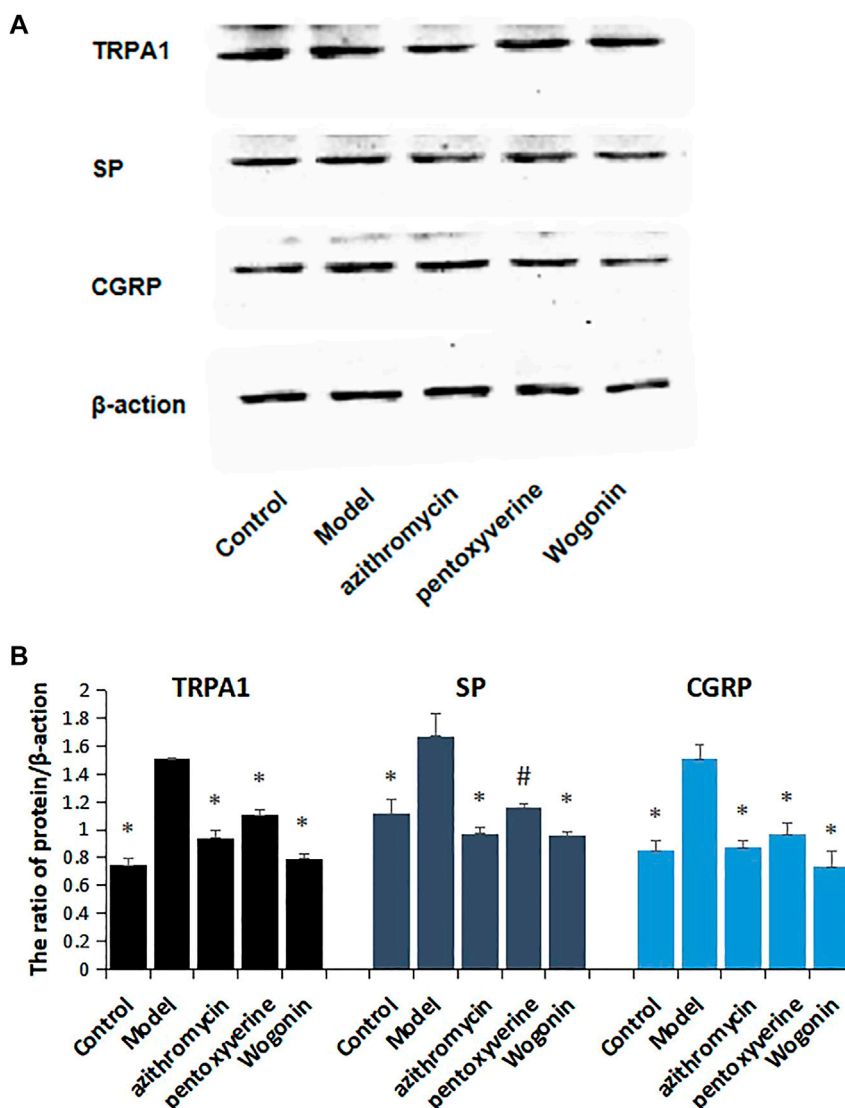 A
TRPA1
SP
CGRP
β-action
Control
Model
azithromycin
pentoxyverine
Wogonin
B
TRPA1
SP
CGRP
The ratio of protein/β-action
2
1.8
1.6
1.4
1.2
1
0.8
0.6
0.4
0.2
0
*
*
*
*
*
*
#
*
*
*
*
*
Control
Model
azithromycin
pentoxyverine
Wogonin
Control
Model
azithromycin
pentoxyverine
Wogonin
Control
Model
azithromycin
pentoxyverine
Wogonin